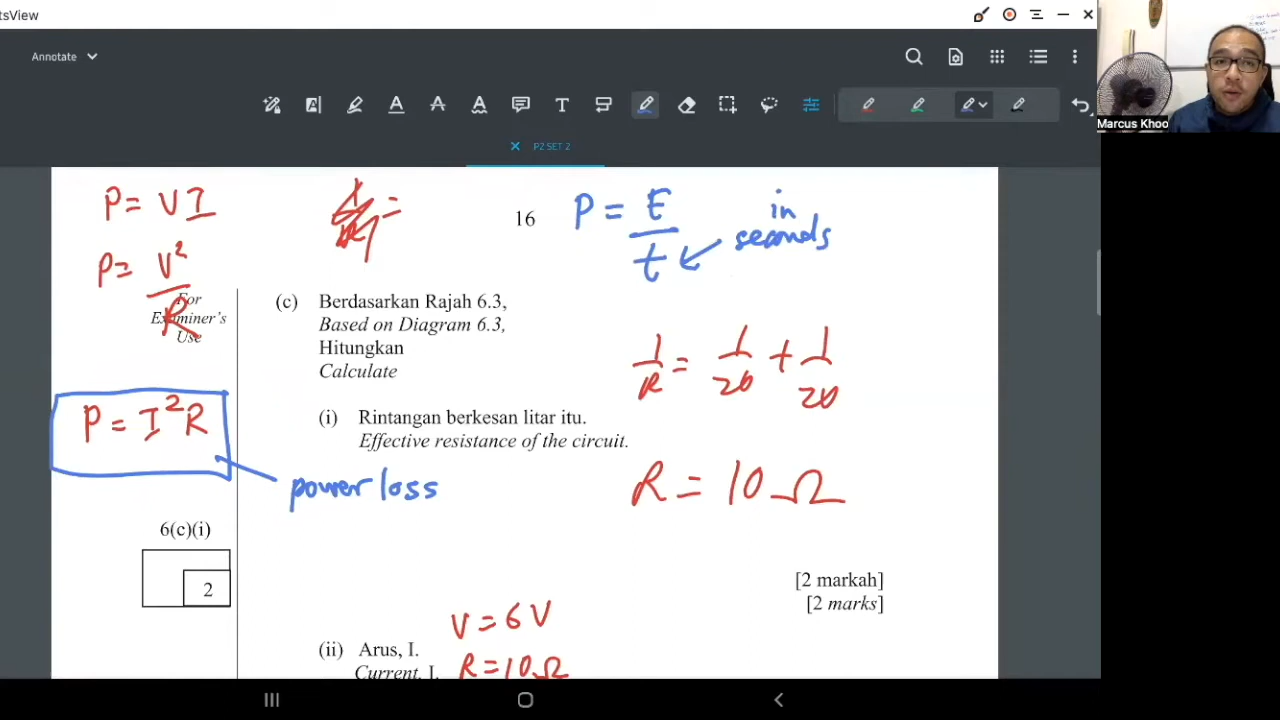 tsView
Annotate
Marcus Khoo
P2 SET 2
P = VI
P = V²/R
16
P = E/t
in
seconds
For
Examiner's
Use
(c) Berdasarkan Rajah 6.3,
Based on Diagram 6.3,
Hitungkan
Calculate
1/R = 1/20 + 1/20
(i) Rintangan berkesan litar itu.
Effective resistance of the circuit.
P = I²R
power loss
R = 10 Ω
6(c)(i)
2
[2 markah]
[2 marks]
V = 6 V
(ii) Arus, I.
Current, I.
R = 10 Ω